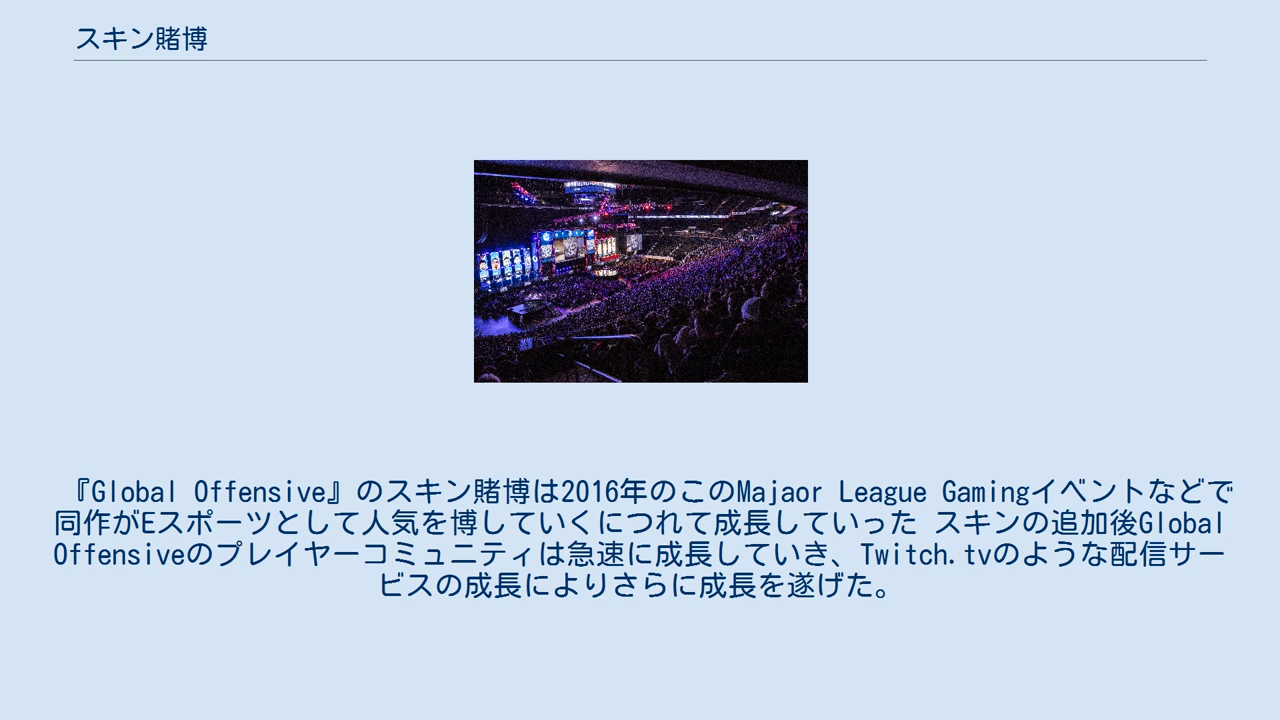 スキン賭博
『Global Offensive』のスキン賭博は2016年のこのMajaor League Gamingイベントなどで
同作がEスポーツとして人気を博していくにつれて成長していった スキンの追加後Global
Offensiveのプレイヤーコミュニティは急速に成長していき、Twitch.tvのような配信サー
ビスの成長によりさらに成長を遂げた。